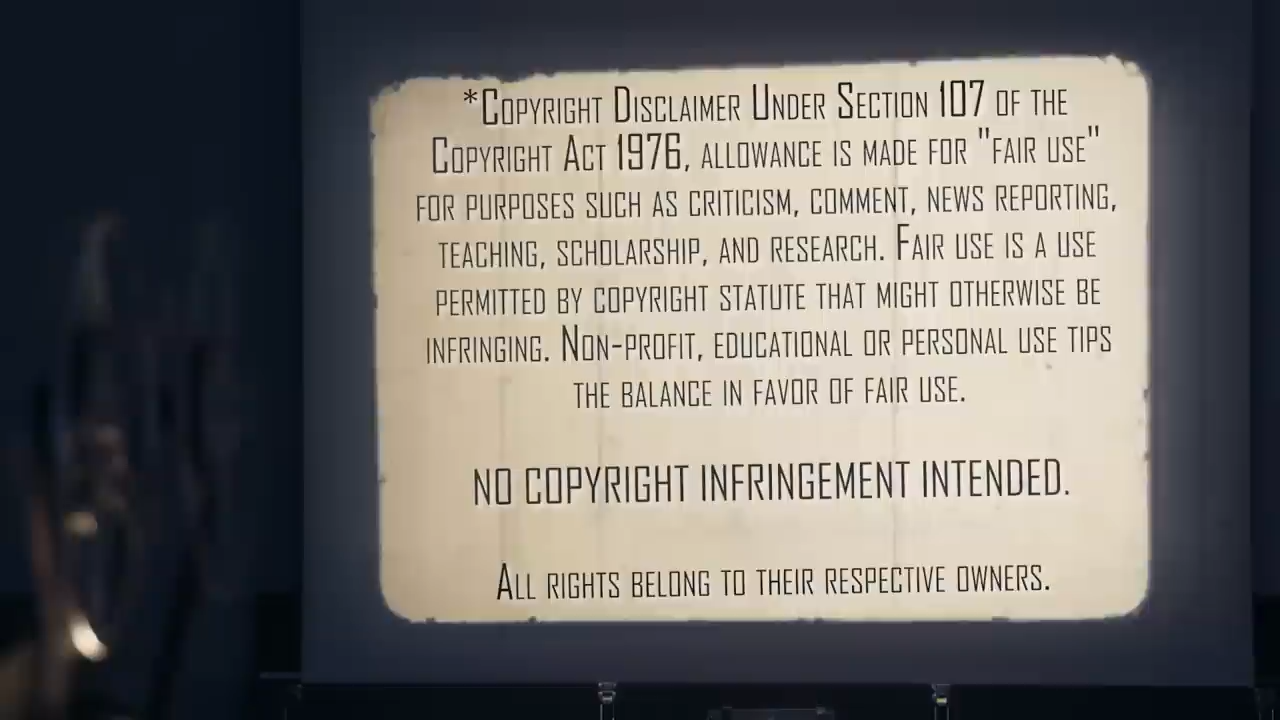 *Copyright Disclaimer Under Section 107 of the
Copyright Act 1976, allowance is made for "fair use"
for purposes such as criticism, comment, news reporting,
teaching, scholarship, and research. Fair use is a use
permitted by copyright statute that might otherwise be
infringing. Non-profit, educational or personal use tips
the balance in favor of fair use.
NO COPYRIGHT INFRINGEMENT INTENDED.
All rights belong to their respective owners.